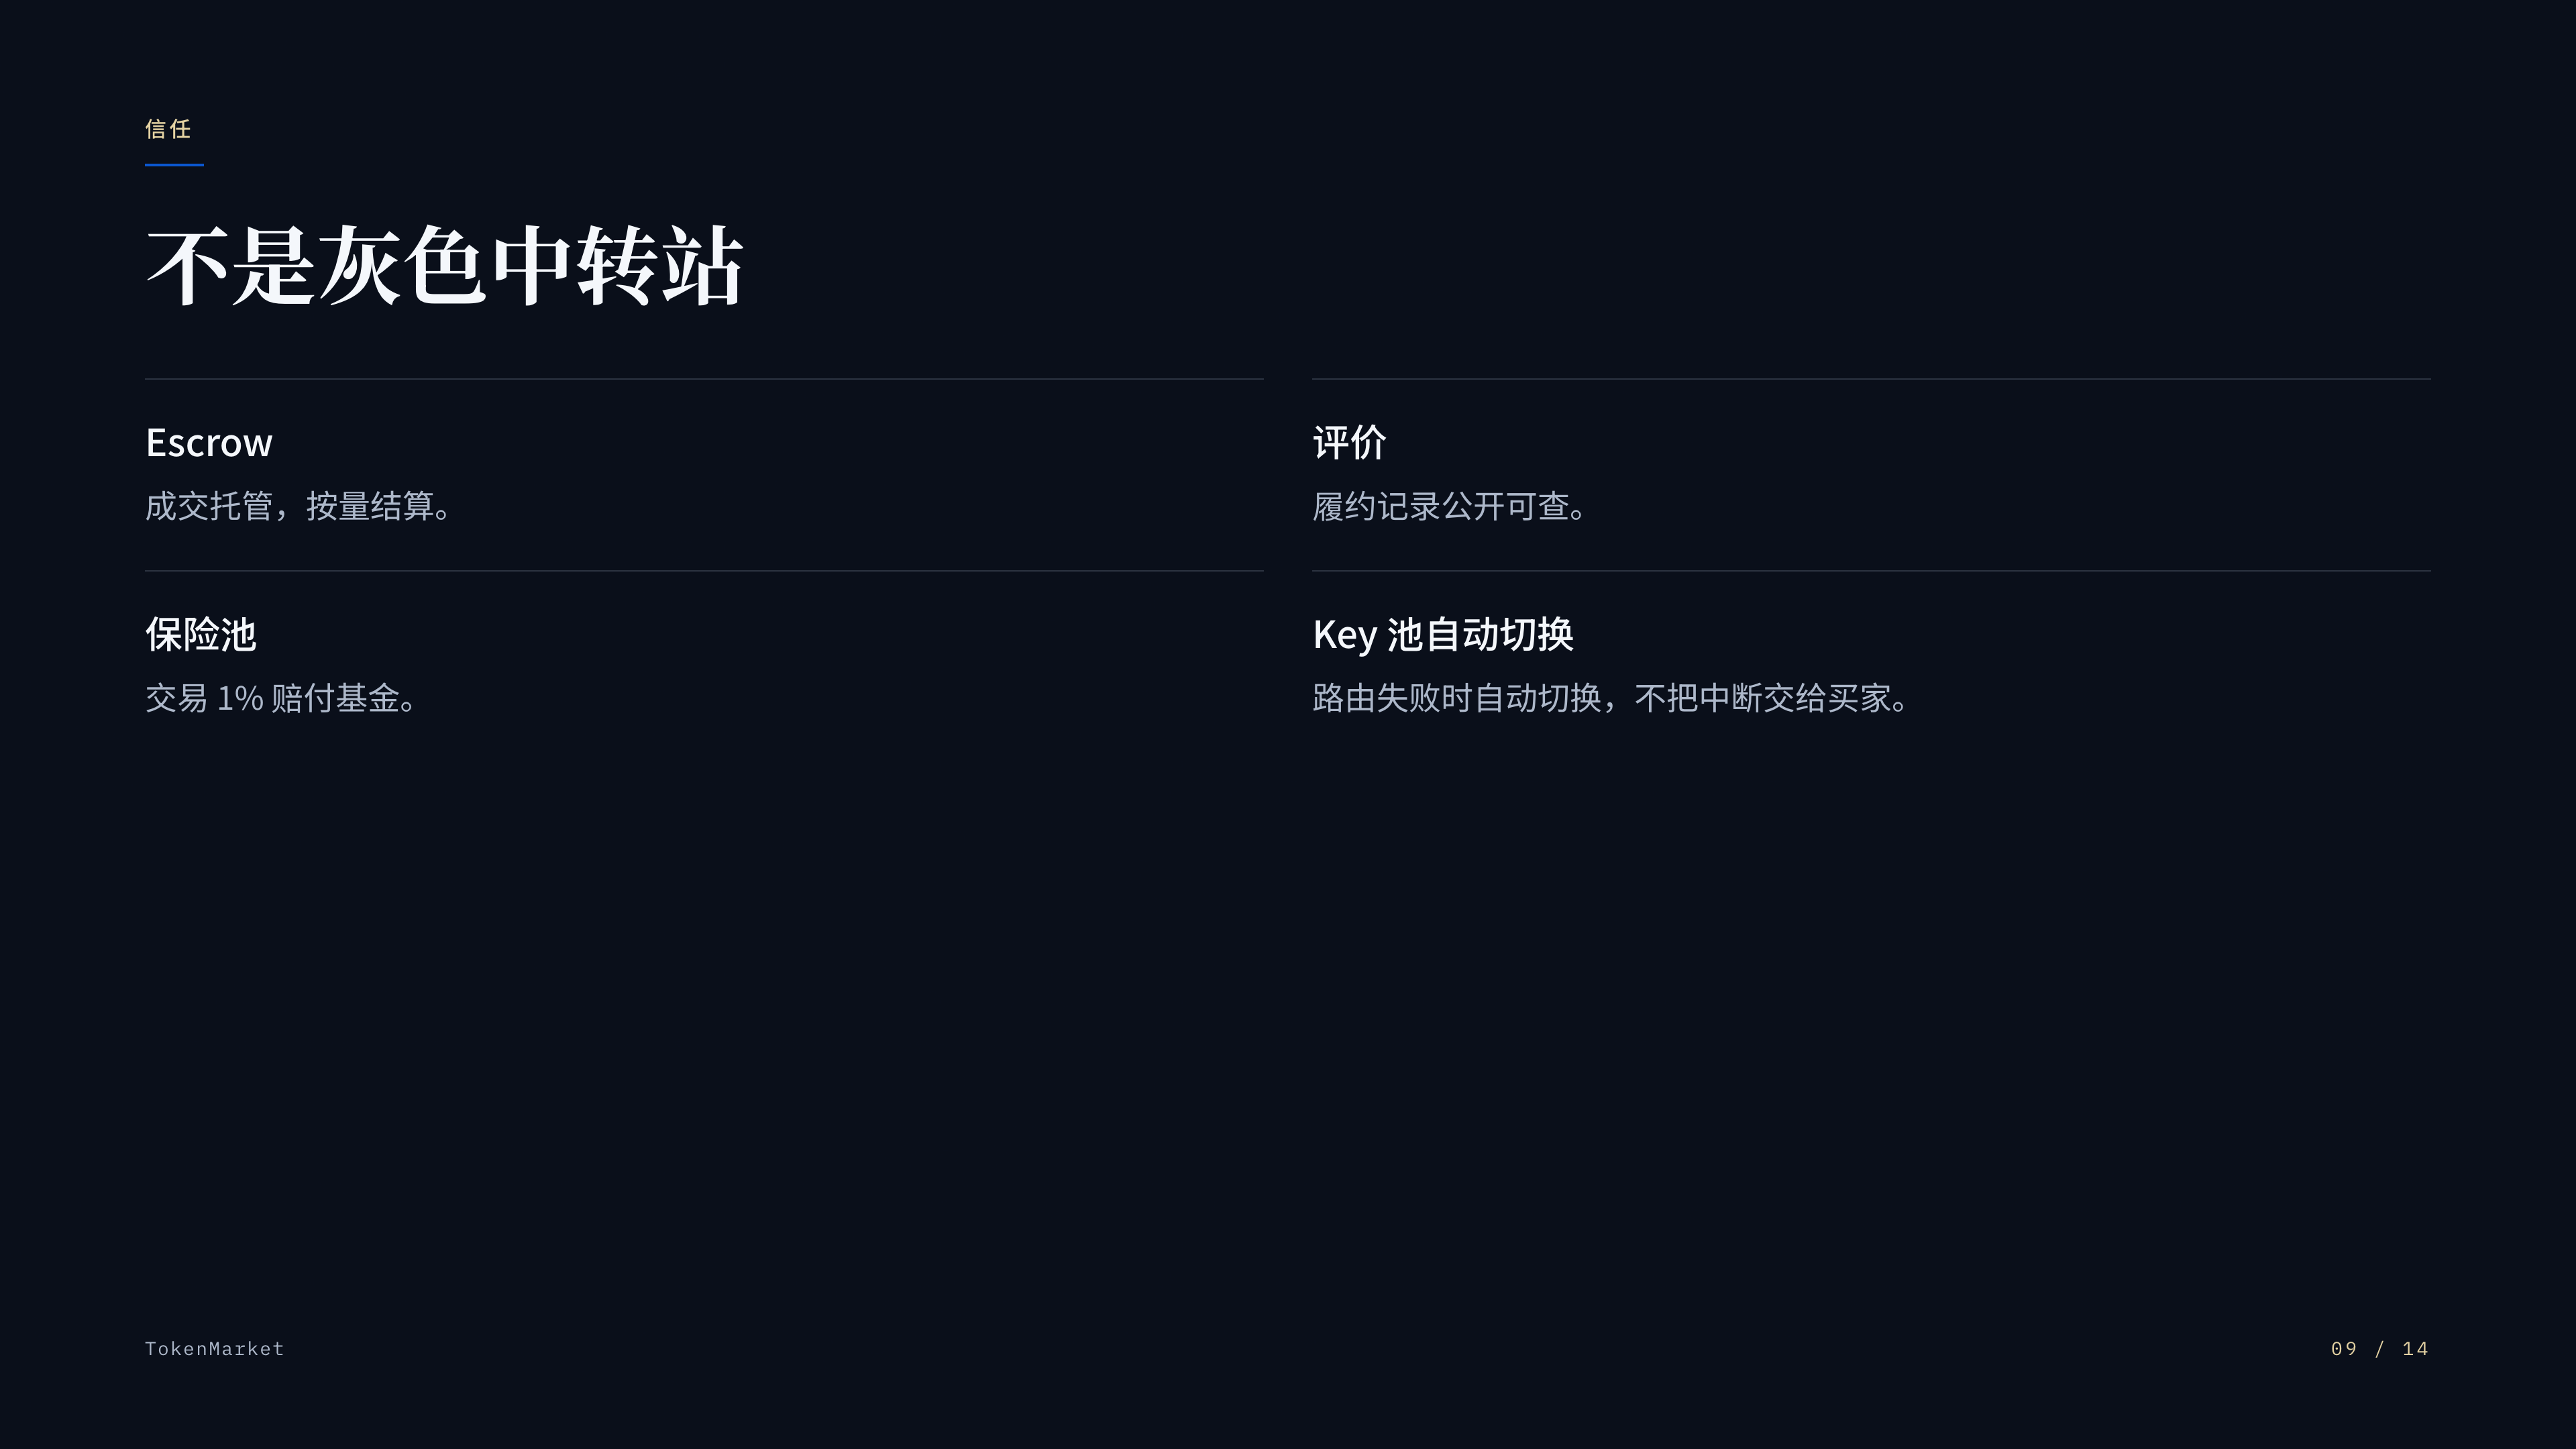 信任
不是灰色中转站
Escrow
成交托管，按量结算。
评价
履约记录公开可查。
保险池
交易 1% 赔付基金。
Key 池自动切换
路由失败时自动切换，不把中断交给买家。
TokenMarket
09 / 14